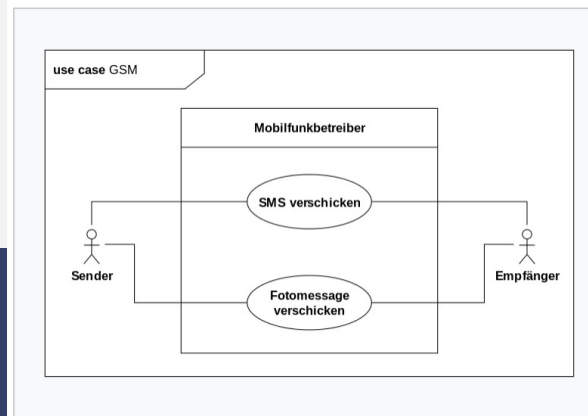 use case GSM
Mobilfunkbetreiber
SMS verschicken
Sender
Empfänger
Fotomessage
verschicken